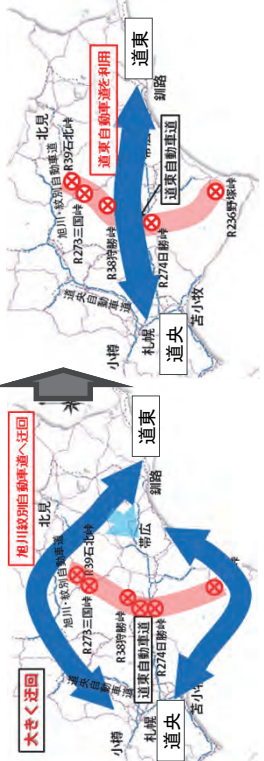 大きく迂回
旭川紋別自動車道へ迂回
北見
旭川・紋別自動車道
R39石北峠
R273三国峠
道央自動車道
小樽
札幌
R38狩勝峠
道東自動車道
R274日勝峠
帯広
釧路
道東
道央
峠
北見
旭川・紋別自動車道
R39石北峠
R273三国峠
道東自動車道を利用
道央自動車道
小樽
札幌
R38狩勝峠
道東自動車道
R274日勝峠
釧路
道東
道央
苫小牧
R236野塚峠